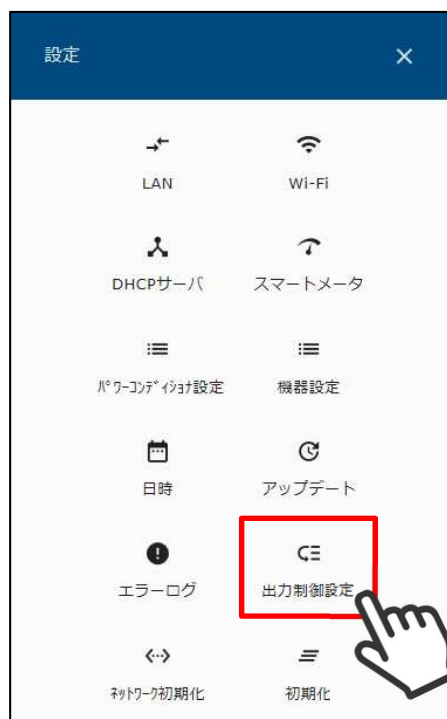 設定
LAN
Wi-Fi
DHCPサーバ
スマートメータ
ﾊﾟﾜｰｺﾝﾃﾞｨｼｮﾅ設定
機器設定
日時
アップデート
エラーログ
出力制御設定
ﾈｯﾄﾜｰｸ初期化
初期化